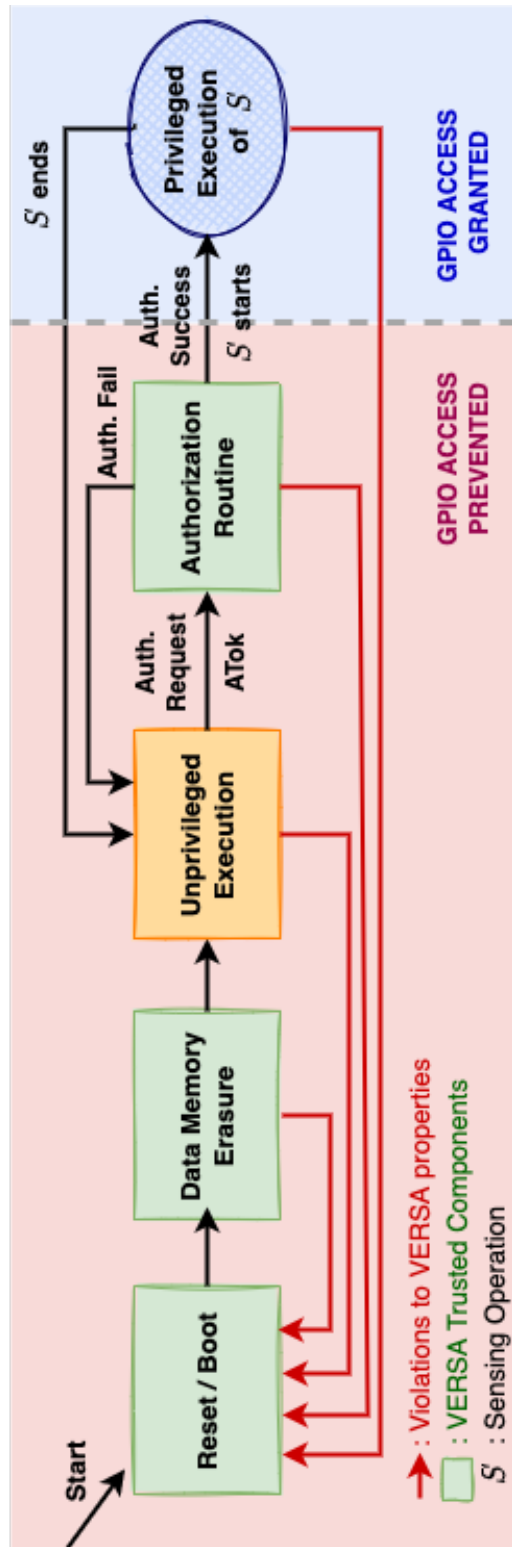 Start
Reset / Boot
Data Memory
Erasure
Unprivileged
Execution
Auth.
Request
ATok
Authorization
Routine
Auth. Fail
Auth.
Success
S starts
S ends
Privileged
Execution
of S
GPIO ACCESS
PREVENTED
GPIO ACCESS
GRANTED
: Violations to VERSA properties
: VERSA Trusted Components
S : Sensing Operation